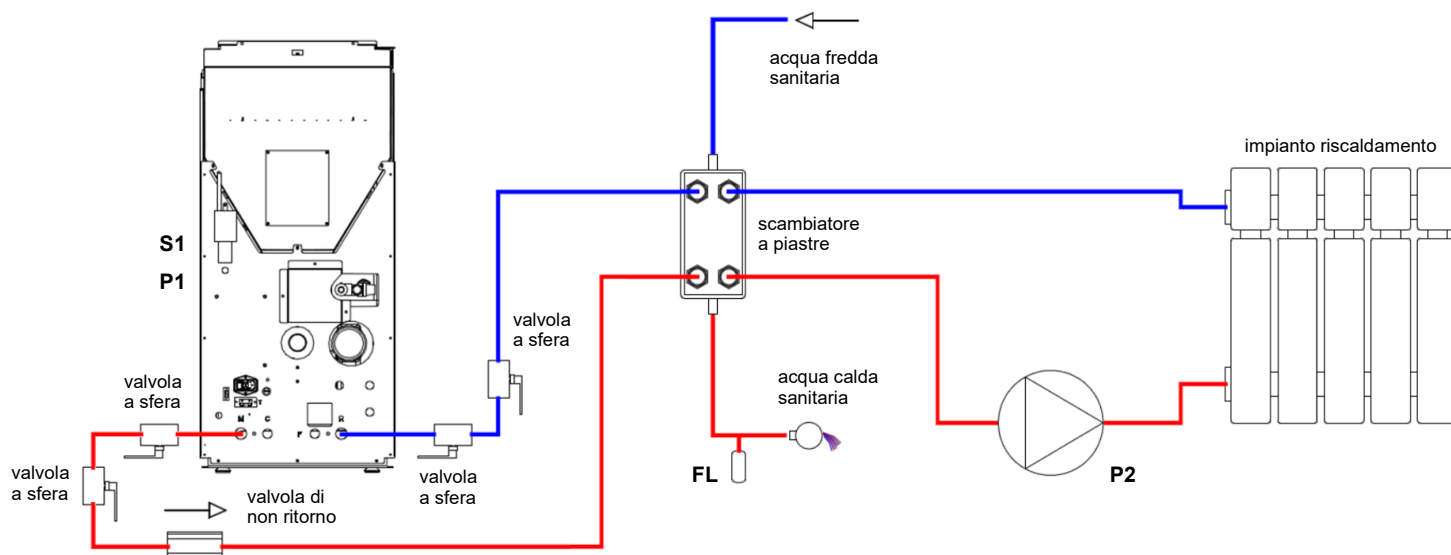 acqua fredda
sanitaria
impianto riscaldamento
scambiatore
a piastre
S1
P1
valvola
a sfera
valvola
a sfera
acqua calda
sanitaria
M
C
F
R
T
valvola
a sfera
valvola
a sfera
valvola di
non ritorno
FL
P2